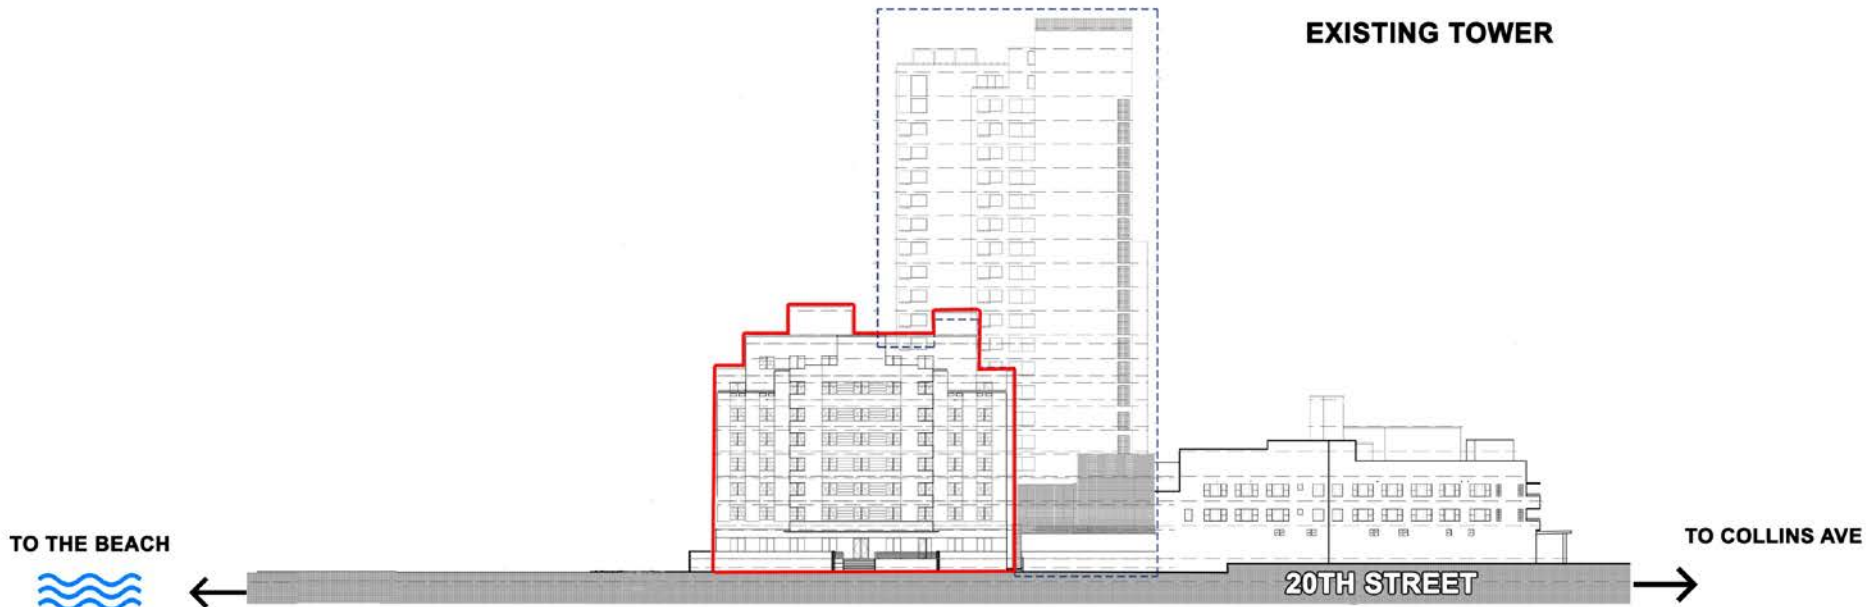 EXISTING TOWER
TO THE BEACH
TO COLLINS AVE
20TH STREET